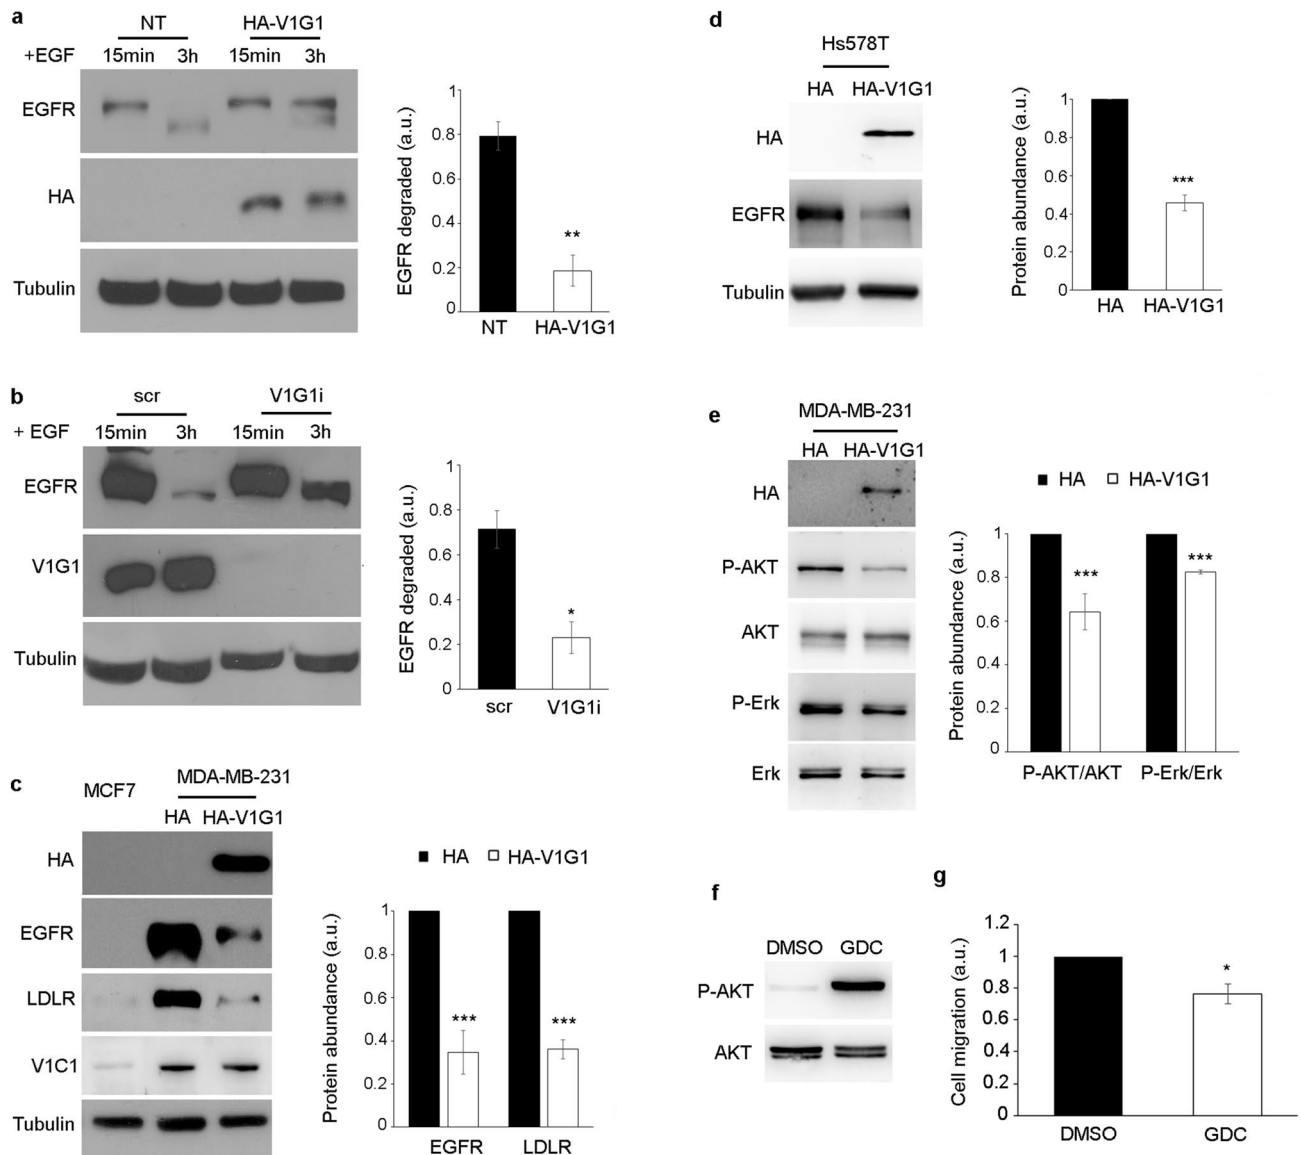 a
NT HA-V1G1
+EGF 15min 3h 15min 3h
EGFR
HA
Tubulin
EGFR degraded (a.u.)
1
0.8
0.6
0.4
0.2
0
**
NT HA-V1G1
b
scr V1G1i
+ EGF 15min 3h 15min 3h
EGFR
V1G1
Tubulin
EGFR degraded (a.u.)
1
0.8
0.6
0.4
0.2
0
*
scr V1G1i
c
MCF7 MDA-MB-231
HA HA-V1G1
HA
EGFR
LDLR
V1C1
Tubulin
HA HA-V1G1
Protein abundance (a.u.)
1
0.8
0.6
0.4
0.2
0
*** ***
EGFR LDLR
d
Hs578T
HA HA-V1G1
HA
EGFR
Tubulin
Protein abundance (a.u.)
1
0.8
0.6
0.4
0.2
0
***
HA HA-V1G1
e
MDA-MB-231
HA HA-V1G1
HA
P-AKT
AKT
P-Erk
Erk
HA HA-V1G1
Protein abundance (a.u.)
1
0.8
0.6
0.4
0.2
0
*** ***
P-AKT/AKT P-Erk/Erk
f
DMSO GDC
P-AKT
AKT
g
Cell migration (a.u.)
1.2
1
0.8
0.6
0.4
0.2
0
*
DMSO GDC